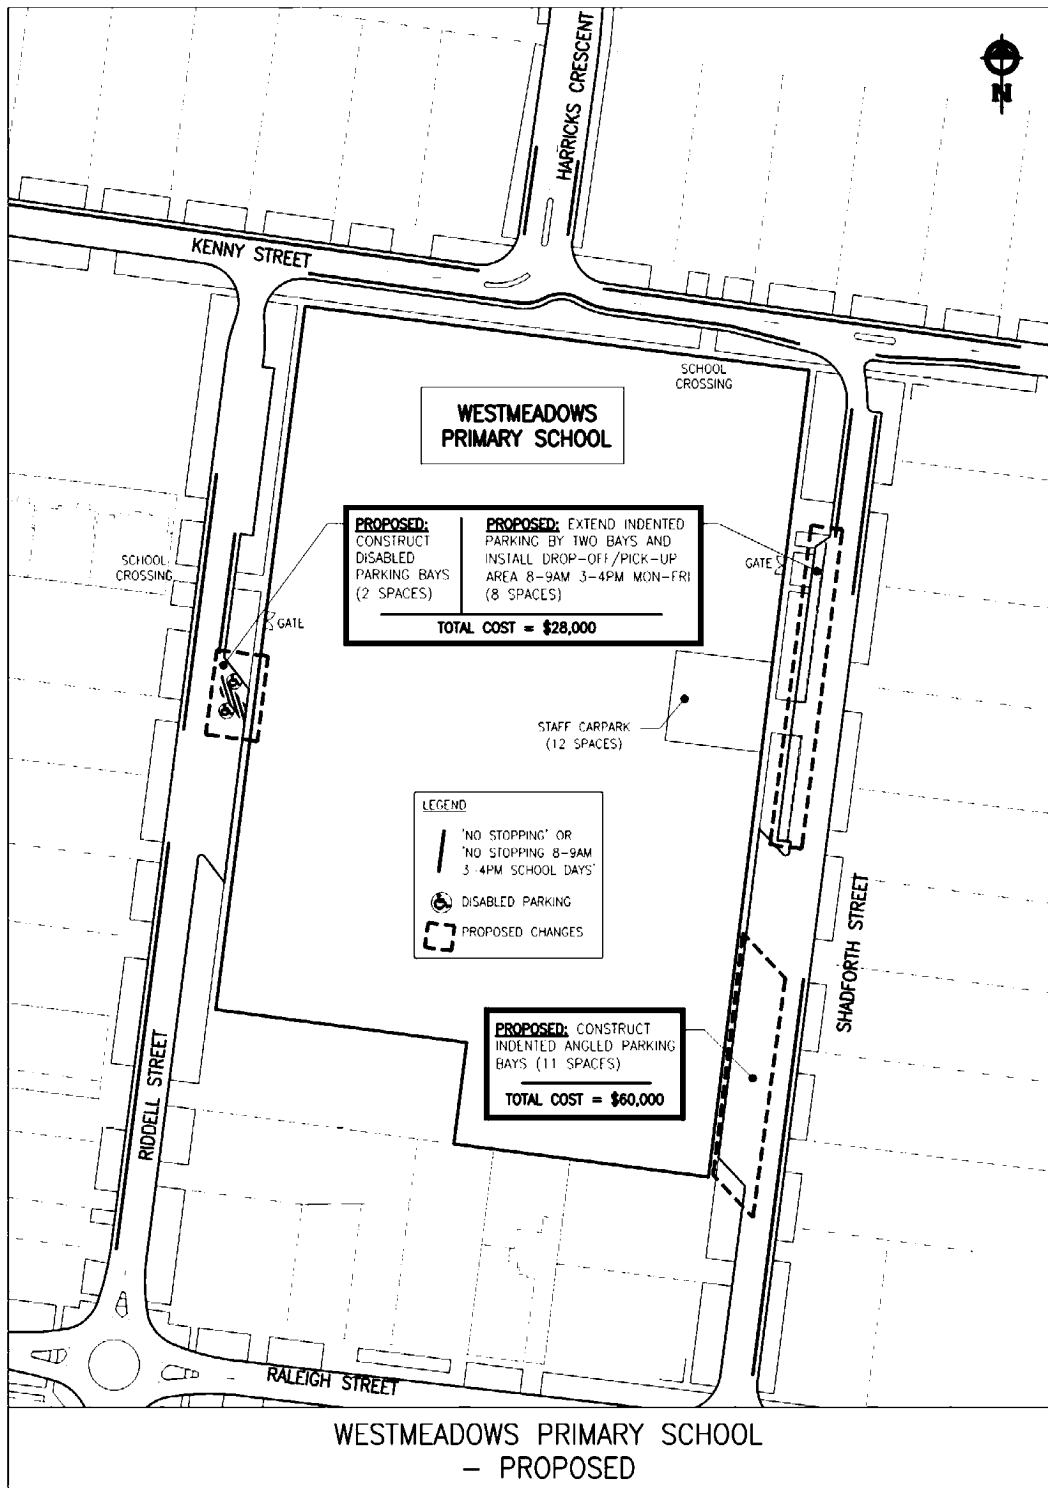 HARRICKS CRESCENT
N
KENNY STREET
SCHOOL
CROSSING
WESTMEADOWS
PRIMARY SCHOOL
PROPOSED:
CONSTRUCT
DISABLED
PARKING BAYS
(2 SPACES)
PROPOSED: EXTEND INDENTED
PARKING BY TWO BAYS AND
INSTALL DROP-OFF/PICK-UP
AREA 8-9AM 3-4PM MON-FRI
(8 SPACES)
TOTAL COST = $28,000
SCHOOL
CROSSING
GATE
GATE
STAFF CARPARK
(12 SPACES)
LEGEND
'NO STOPPING' OR
'NO STOPPING 8-9AM
3-4PM SCHOOL DAYS'
DISABLED PARKING
PROPOSED CHANGES
SHADFORTH STREET
PROPOSED: CONSTRUCT
INDENTED ANGLED PARKING
BAYS (11 SPACES)
TOTAL COST = $60,000
RIDDELL STREET
RALEIGH STREET
WESTMEADOWS PRIMARY SCHOOL
- PROPOSED